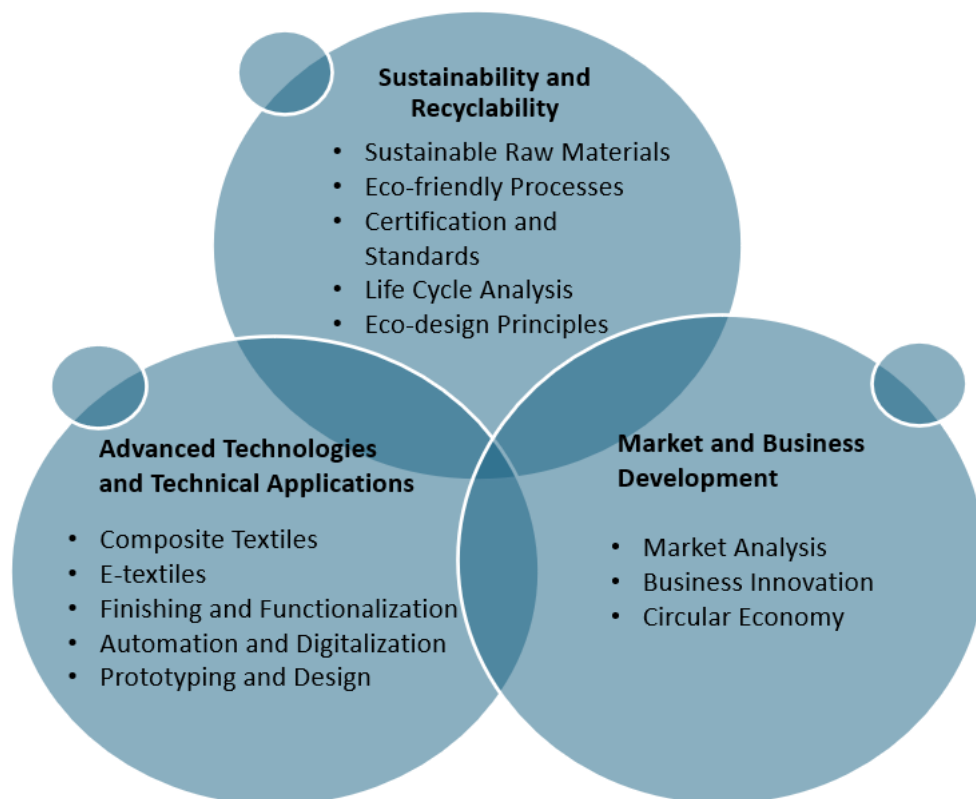 Sustainability and
Recyclability
• Sustainable Raw Materials
• Eco-friendly Processes
• Certification and
Standards
• Life Cycle Analysis
• Eco-design Principles
Advanced Technologies
and Technical Applications
• Composite Textiles
• E-textiles
• Finishing and Functionalization
• Automation and Digitalization
• Prototyping and Design
Market and Business
Development
• Market Analysis
• Business Innovation
• Circular Economy